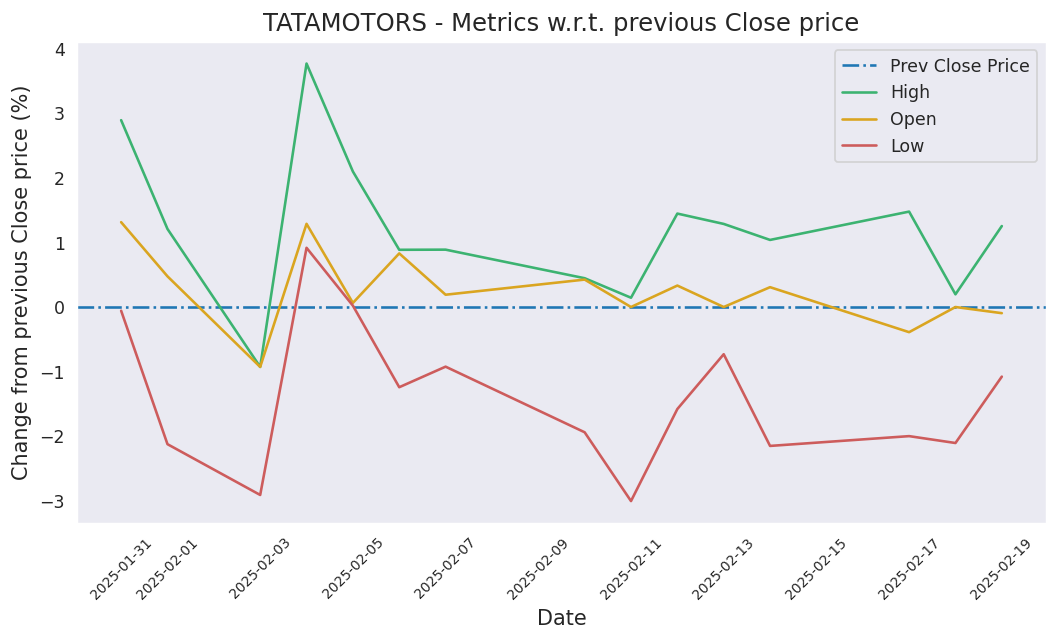 TATAMOTORS - Metrics w.r.t. previous Close price
Change from previous Close price (%)
4
3
2
1
0
−1
−2
−3
Prev Close Price
High
Open
Low
2025-01-31
2025-02-01
2025-02-03
2025-02-05
2025-02-07
2025-02-09
2025-02-11
2025-02-13
2025-02-15
2025-02-17
2025-02-19
Date